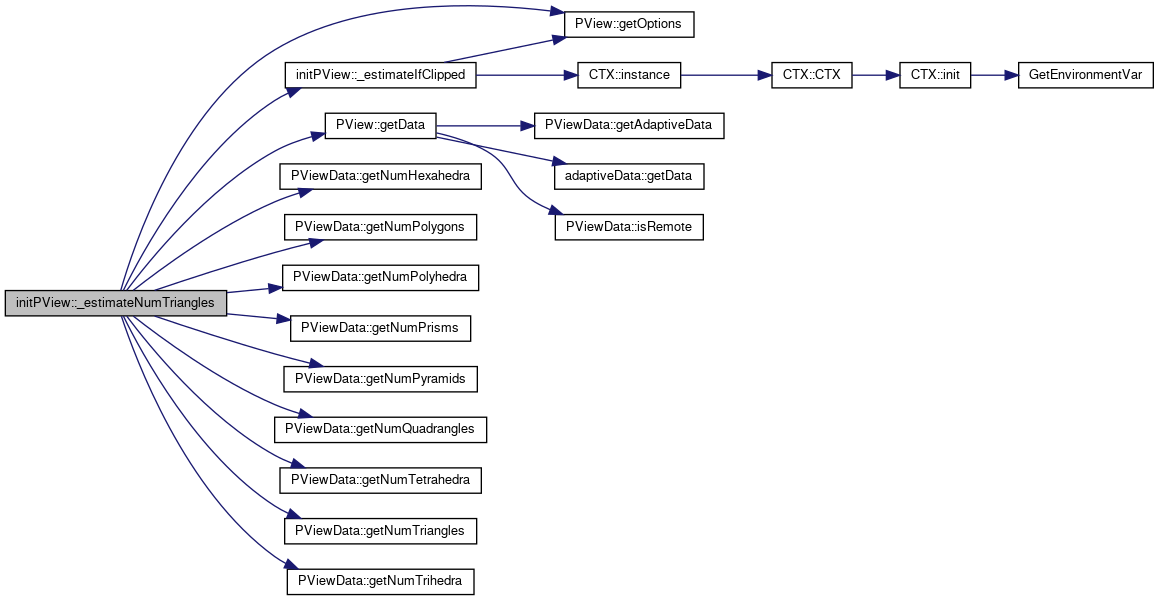 PView::getOptions
initPView::_estimateIfClipped
CTX::instance
CTX::CTX
CTX::init
GetEnvironmentVar
PView::getData
PViewData::getAdaptiveData
PViewData::getNumHexahedra
adaptiveData::getData
PViewData::getNumPolygons
PViewData::isRemote
PViewData::getNumPolyhedra
initPView::_estimateNumTriangles
PViewData::getNumPrisms
PViewData::getNumPyramids
PViewData::getNumQuadrangles
PViewData::getNumTetrahedra
PViewData::getNumTriangles
PViewData::getNumTrihedra